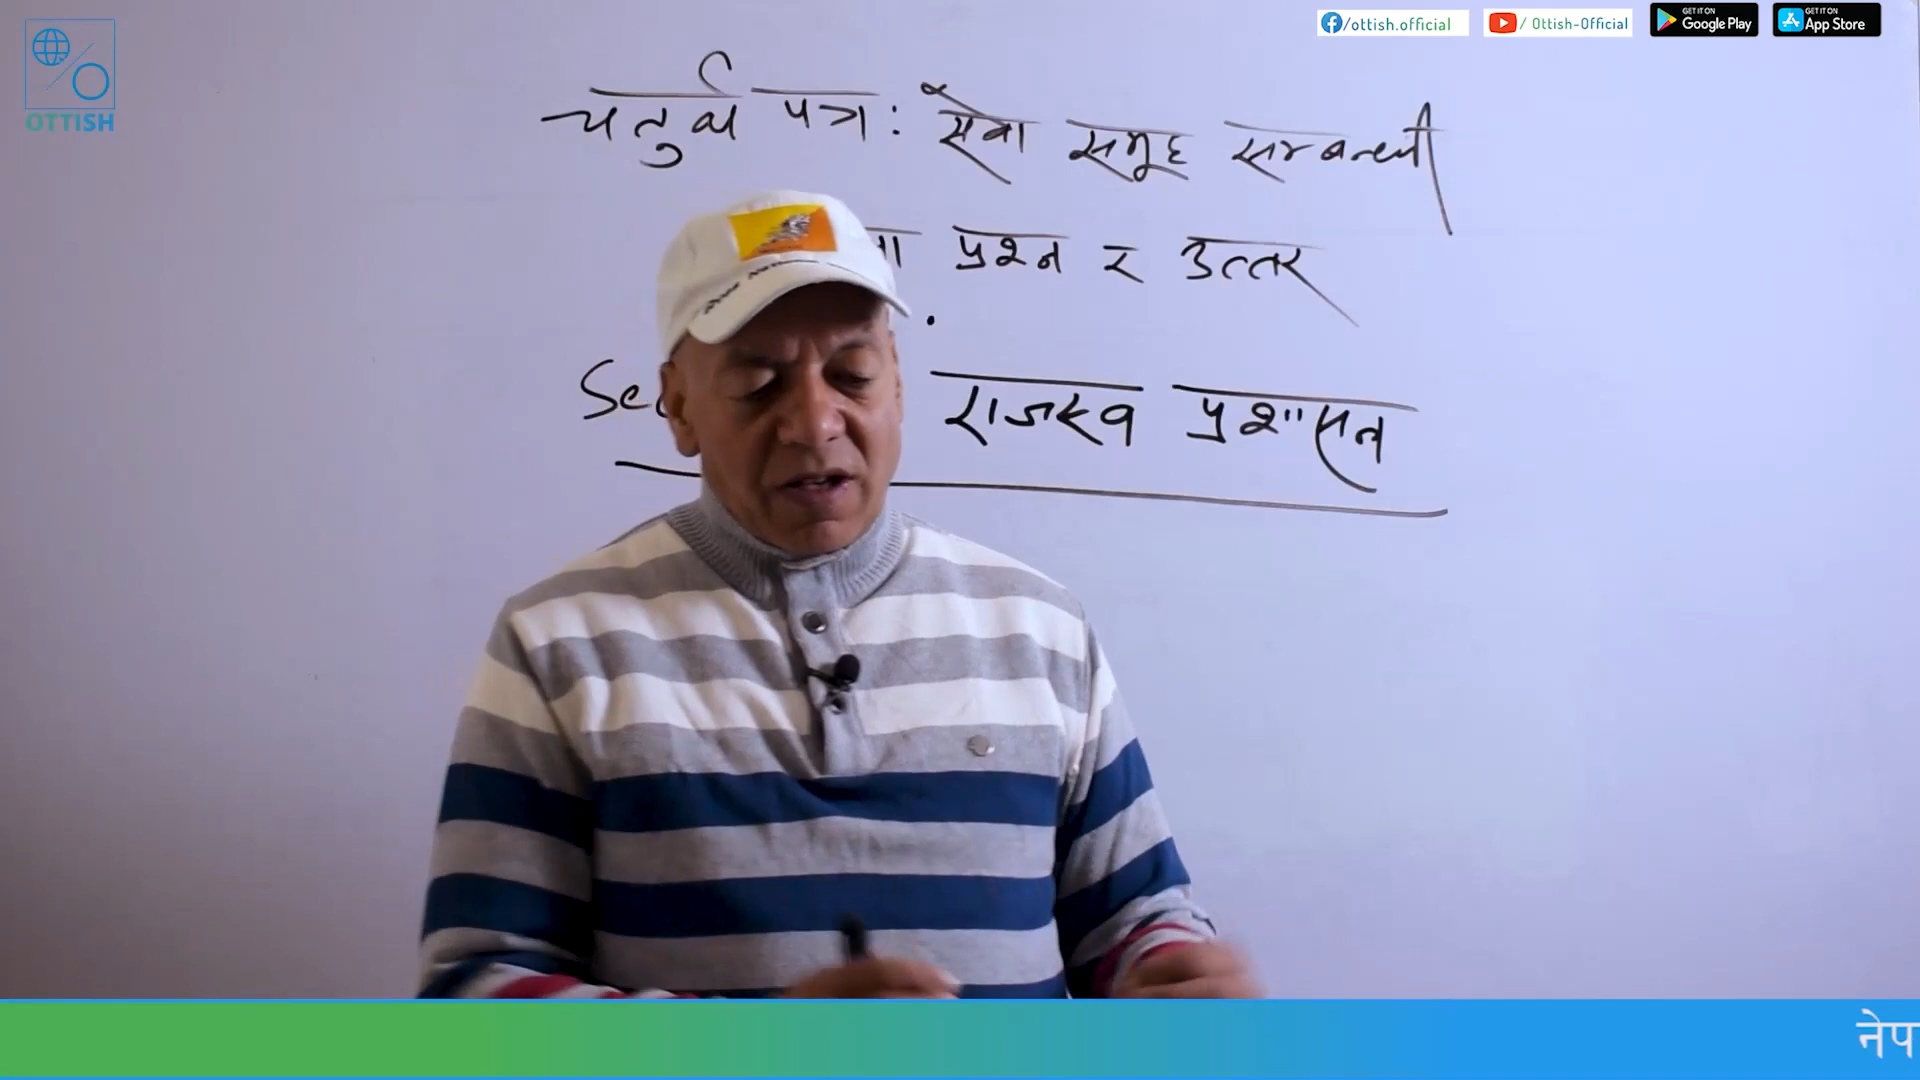 OTTISH
/ottish.official
/ Ottish-Official
GET IT ON Google Play
GET IT ON App Store
चतुर्थ पत्र: सेवा समूह सम्बन्धी
प्रश्न र उत्तर
राजस्व प्रशासन
नेप